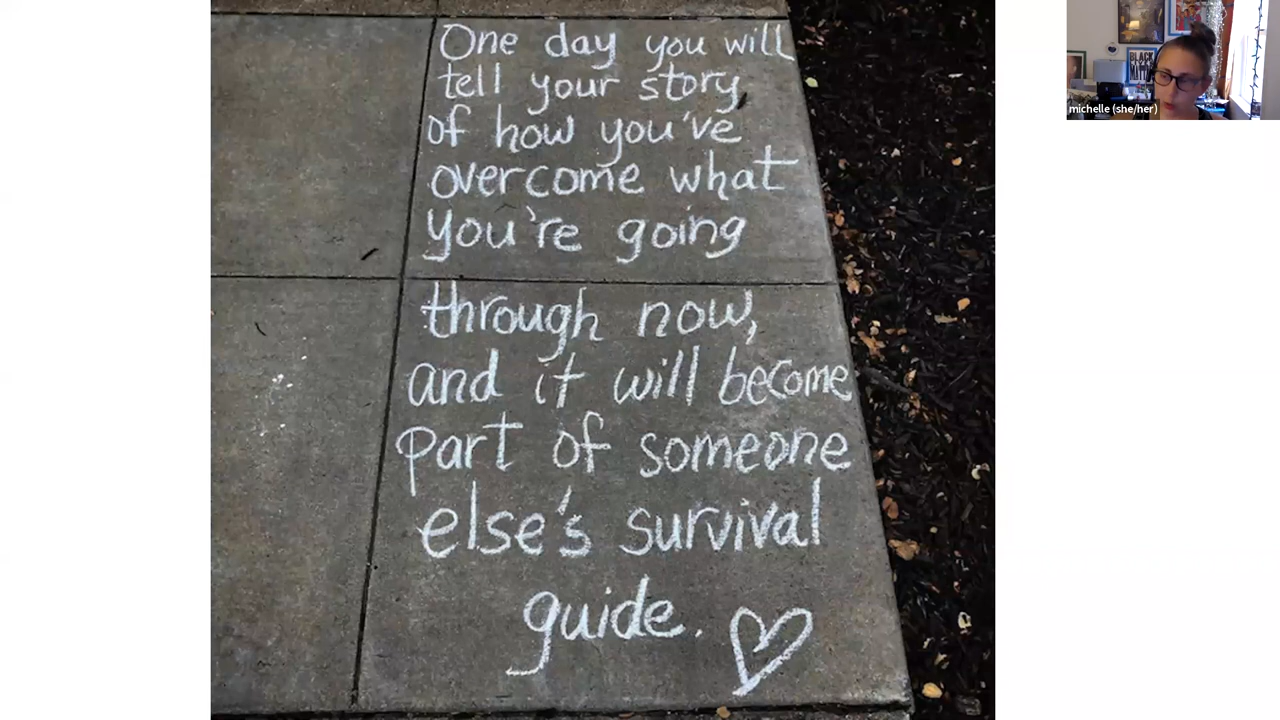 One day you will
tell your story
of how you've
overcome what
you're going
through now,
and it will become
part of someone
else's survival
guide.
BLACK
michelle (she/her)